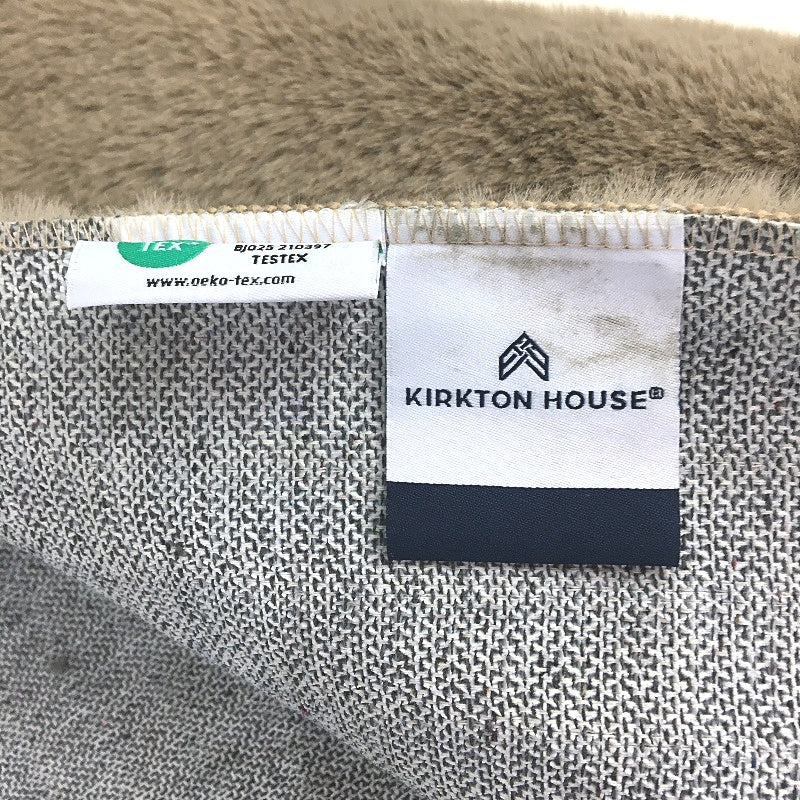 TEX
BJ025 210397
TESTEX
www.oeko-tex.com
KIRKTON HOUSE®